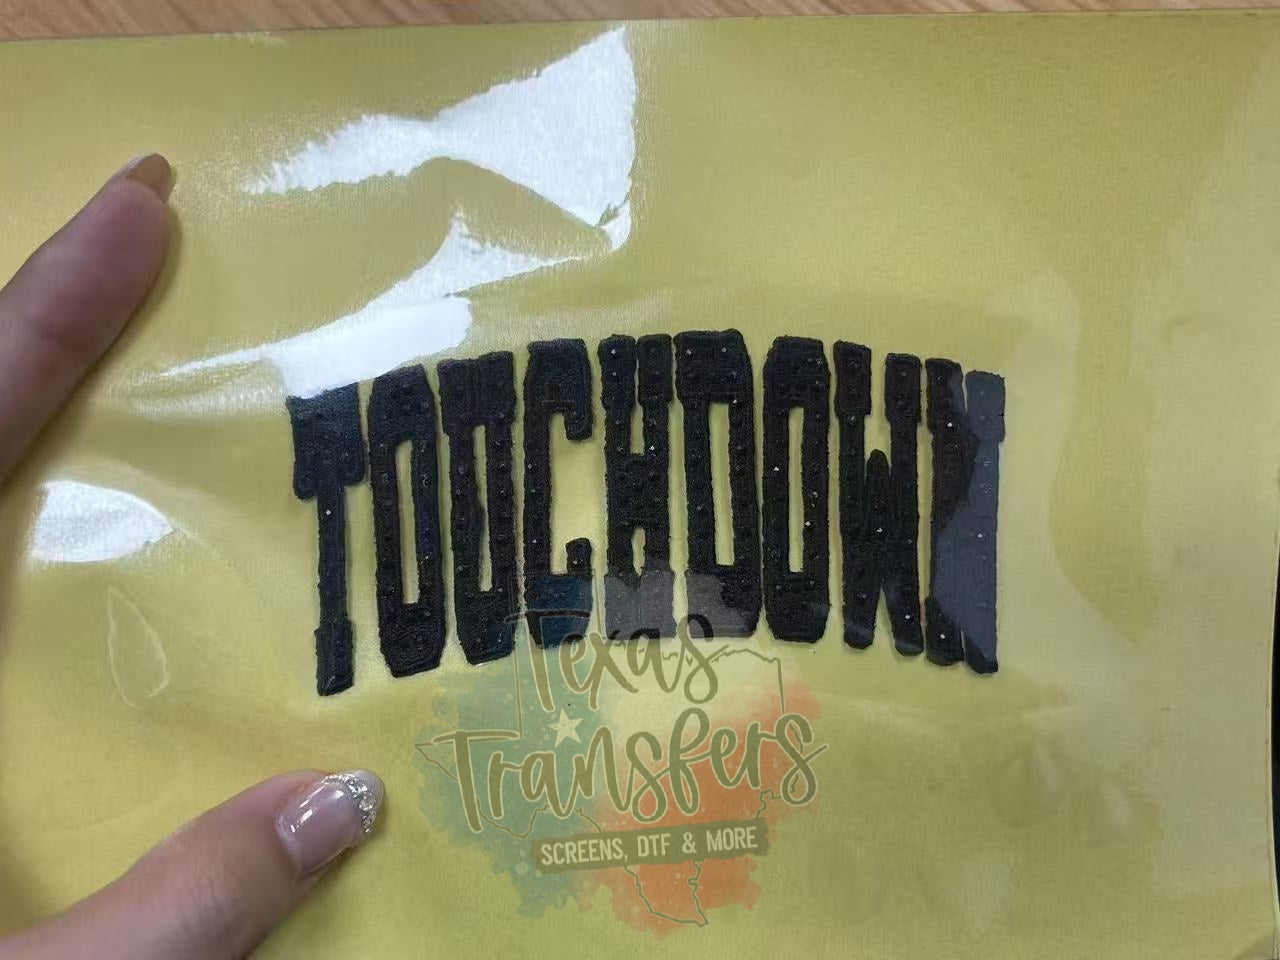 TOUCHDOWN
Texas
Transfers
SCREENS, DTF & MORE